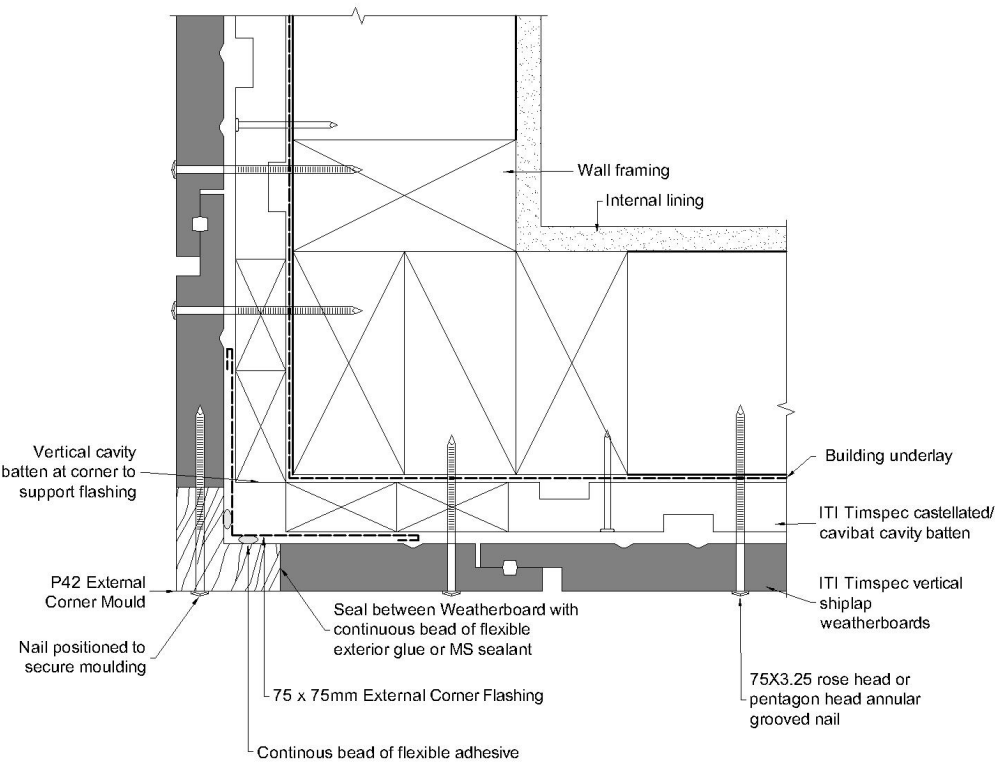 Wall framing
Internal lining
Vertical cavity
batten at corner to
support flashing
Building underlay
ITI Timspec castellated/
cavibat cavity batten
P42 External
Corner Mould
ITI Timspec vertical
shiplap
weatherboards
Seal between Weatherboard with
continuous bead of flexible
exterior glue or MS sealant
Nail positioned to
secure moulding
75 x 75mm External Corner Flashing
75X3.25 rose head or
pentagon head annular
grooved nail
Continous bead of flexible adhesive